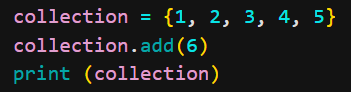 collection = {1, 2, 3, 4, 5}
collection.add(6)
print (collection)